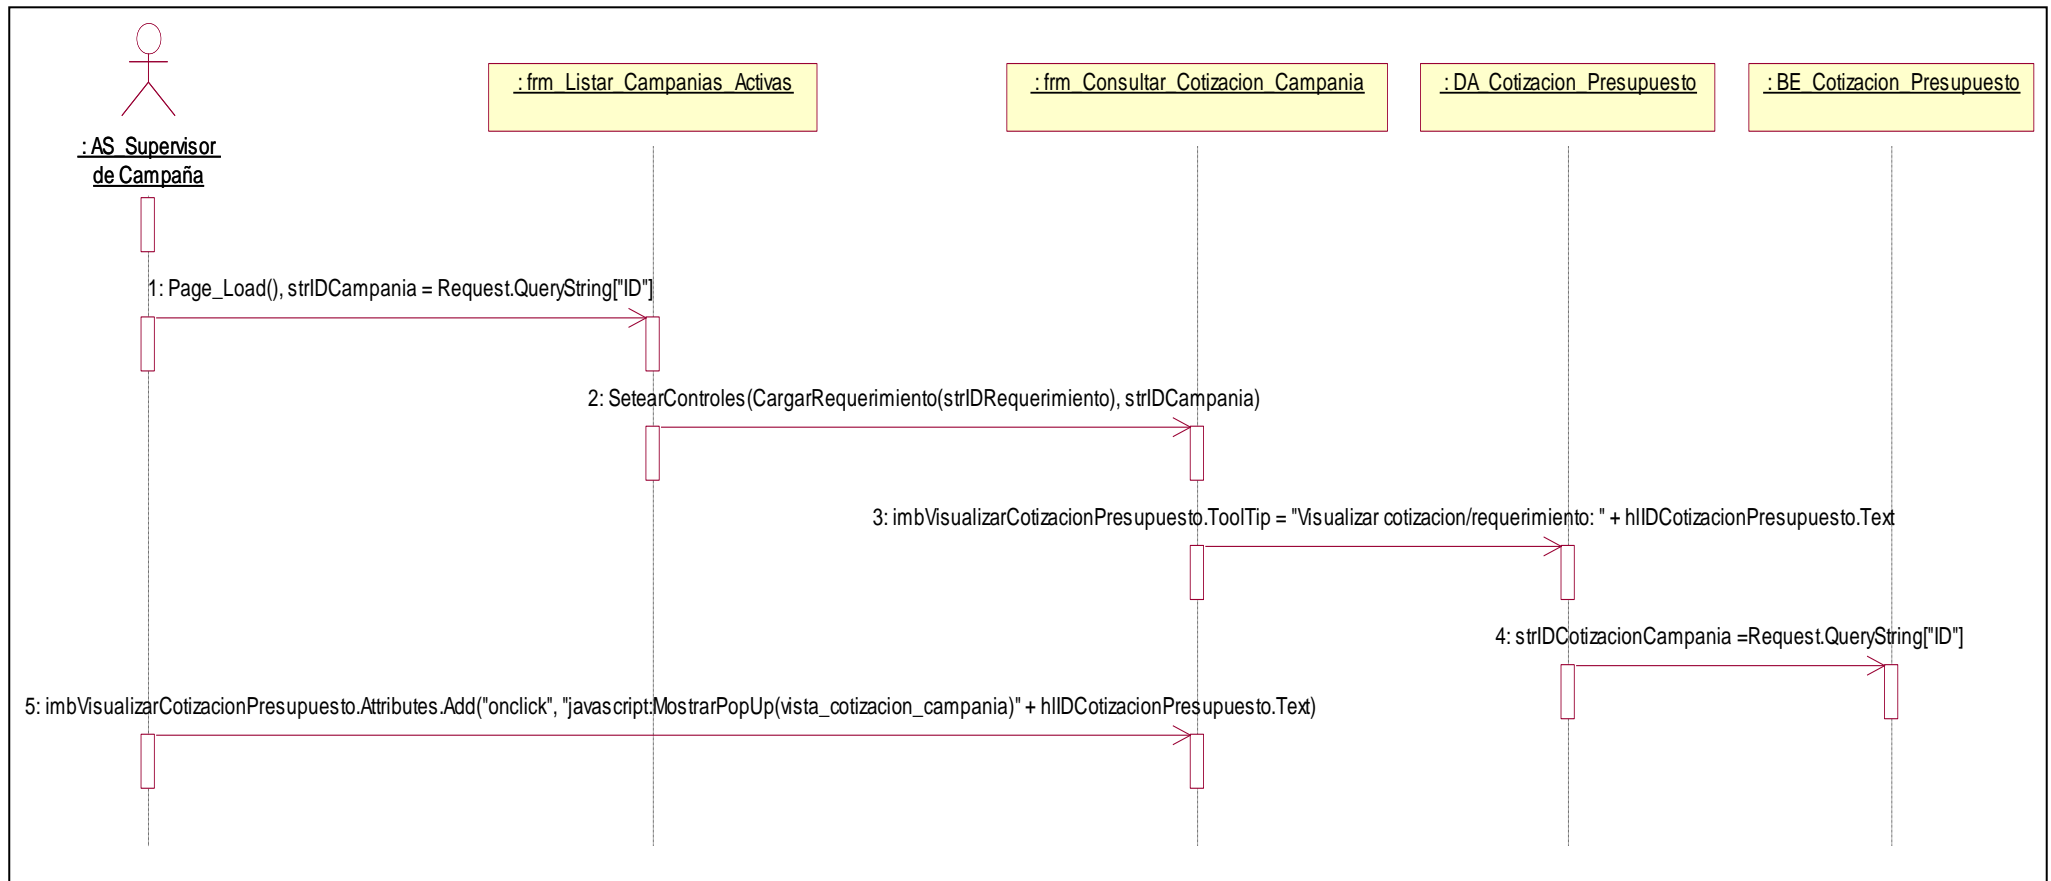 : AS_Supervisor
de Campaña
: frm_Listar_Campanias_Activas
: frm_Consultar_Cotizacion_Campania
: DA_Cotizacion_Presupuesto
: BE_Cotizacion_Presupuesto
1: Page_Load(), strIDCampania = Request.QueryString["ID"]
2: SetearControles(CargarRequerimiento(strIDRequerimiento), strIDCampania)
3: imbVisualizarCotizacionPresupuesto.ToolTip = "Visualizar cotizacion/requerimiento: " + hlIDCotizacionPresupuesto.Text
4: strIDCotizacionCampania =Request.QueryString["ID"]
5: imbVisualizarCotizacionPresupuesto.Attributes.Add("onclick", "javascript:MostrarPopUp(vista_cotizacion_campania)" + hlIDCotizacionPresupuesto.Text)